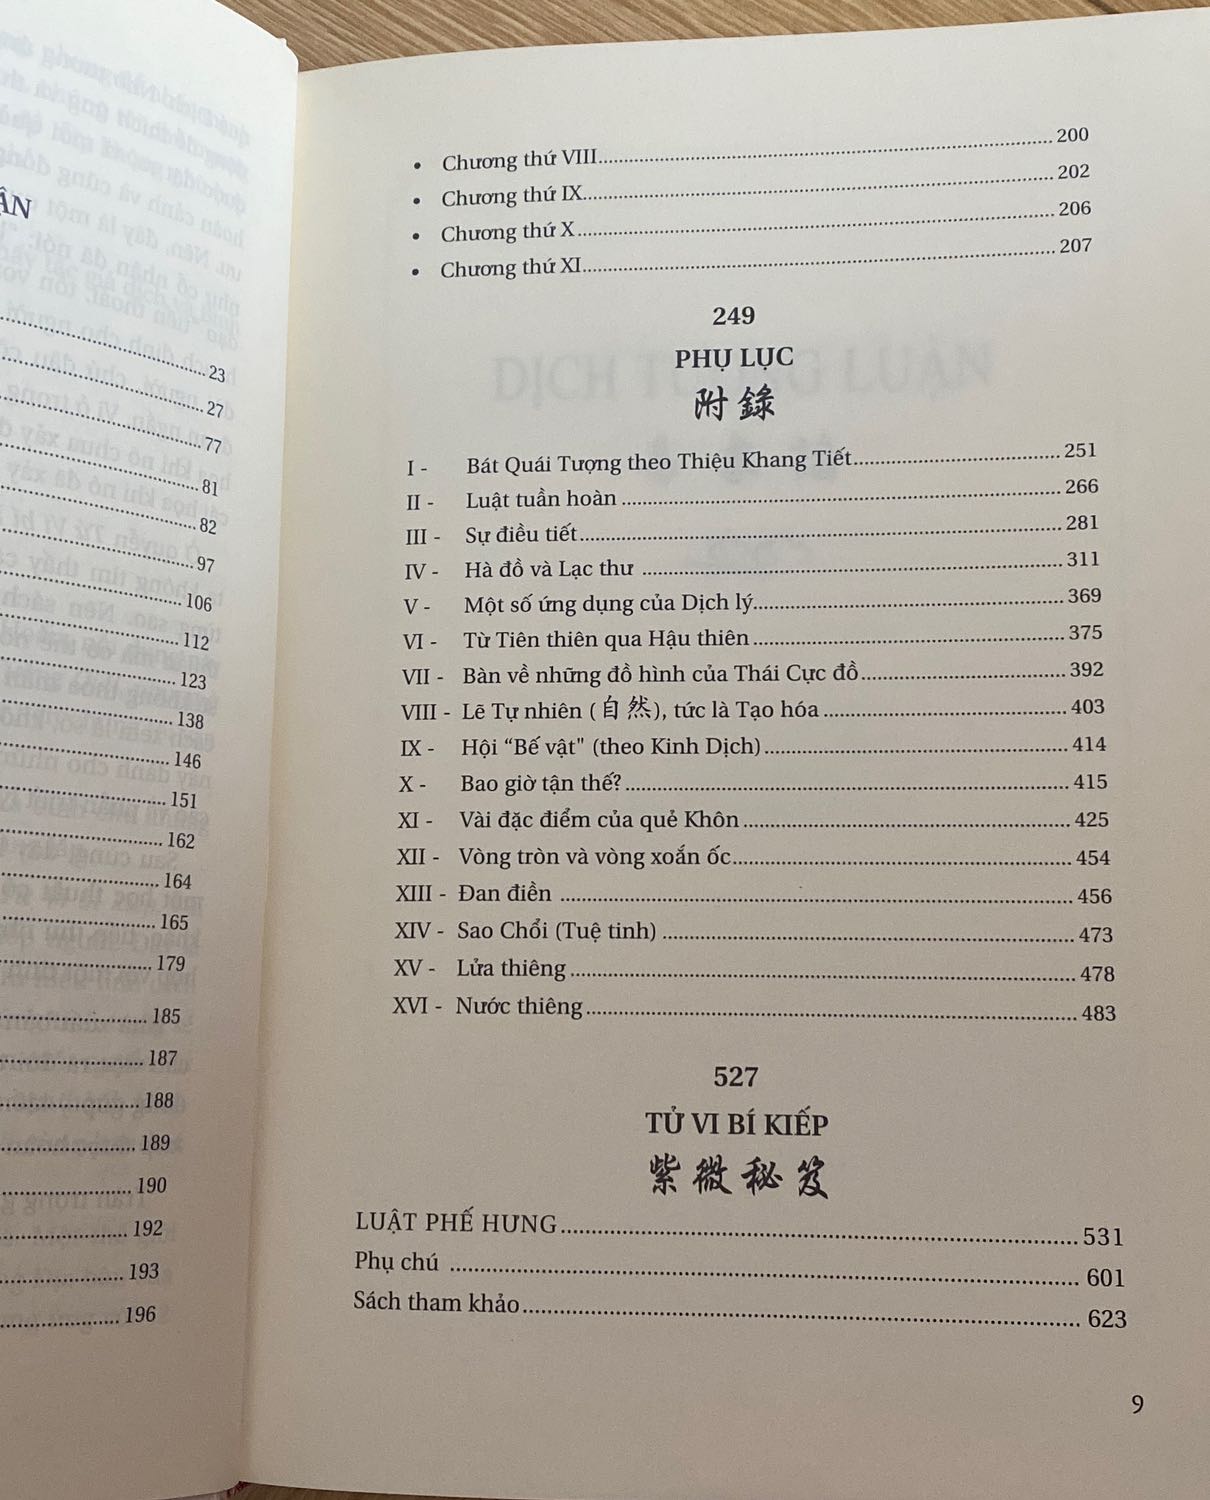 ẬN
23
27
77
81
82
97
106
112
123
138
146
151
162
164
165
179
185
187
188
189
190
192
193
196
• Chương thứ VIII 200
• Chương thứ IX 202
• Chương thứ X 206
• Chương thứ XI 207
249
PHỤ LỤC
附錄
I - Bát Quái Tượng theo Thiệu Khang Tiết 251
II - Luật tuần hoàn 266
III - Sự điều tiết 281
IV - Hà đồ và Lạc thư 311
V - Một số ứng dụng của Dịch lý 369
VI - Từ Tiên thiên qua Hậu thiên 375
VII - Bàn về những đồ hình của Thái Cực đồ 392
VIII - Lẽ Tự nhiên (自然), tức là Tạo hóa 403
IX - Hội “Bế vật" (theo Kinh Dịch) 414
X - Bao giờ tận thế? 415
XI - Vài đặc điểm của quẻ Khôn 425
XII - Vòng tròn và vòng xoắn ốc 454
XIII - Đan điền 456
XIV - Sao Chổi (Tuệ tinh) 473
XV - Lửa thiêng 478
XVI - Nước thiêng 483
527
TỬ VI BÍ KIẾP
紫微秘笈
LUẬT PHẾ HƯNG 531
Phụ chú 601
Sách tham khảo 623
9